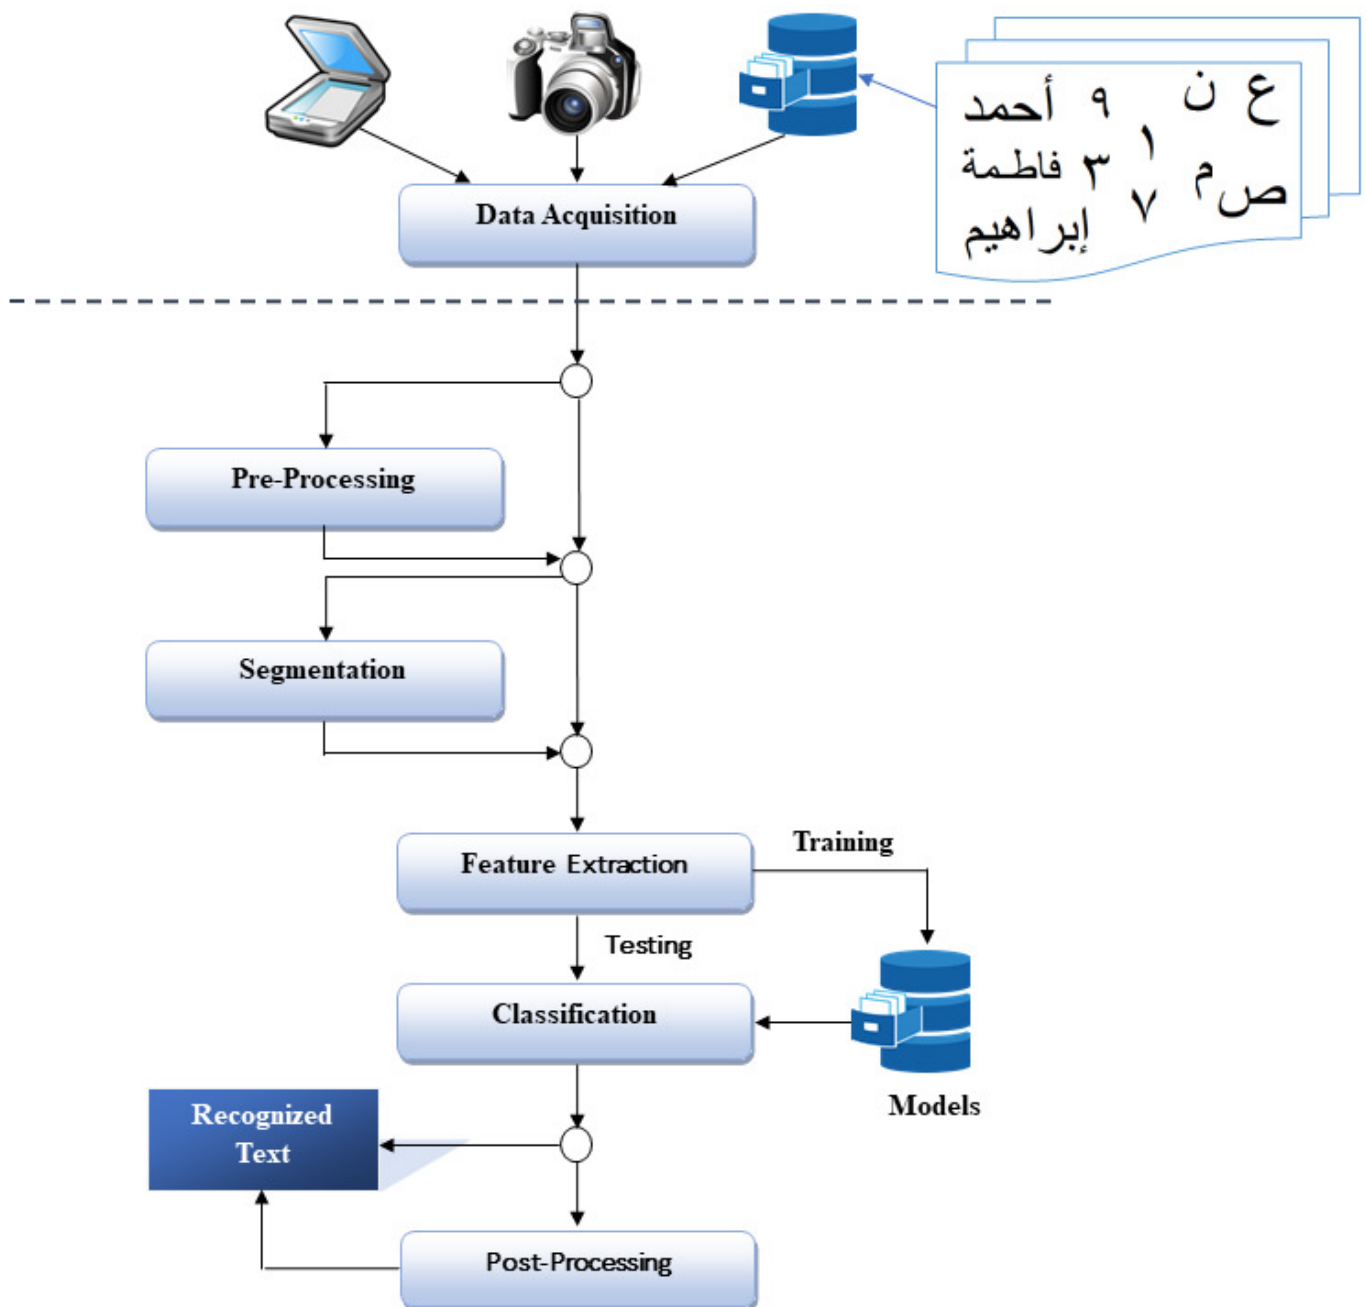 أحمد ٩ ن ع
فاطمة ٣ ١ م ص
إبراهيم ٧
Data Acquisition
Pre-Processing
Segmentation
Feature Extraction
Training
Testing
Classification
Models
Recognized
Text
Post-Processing